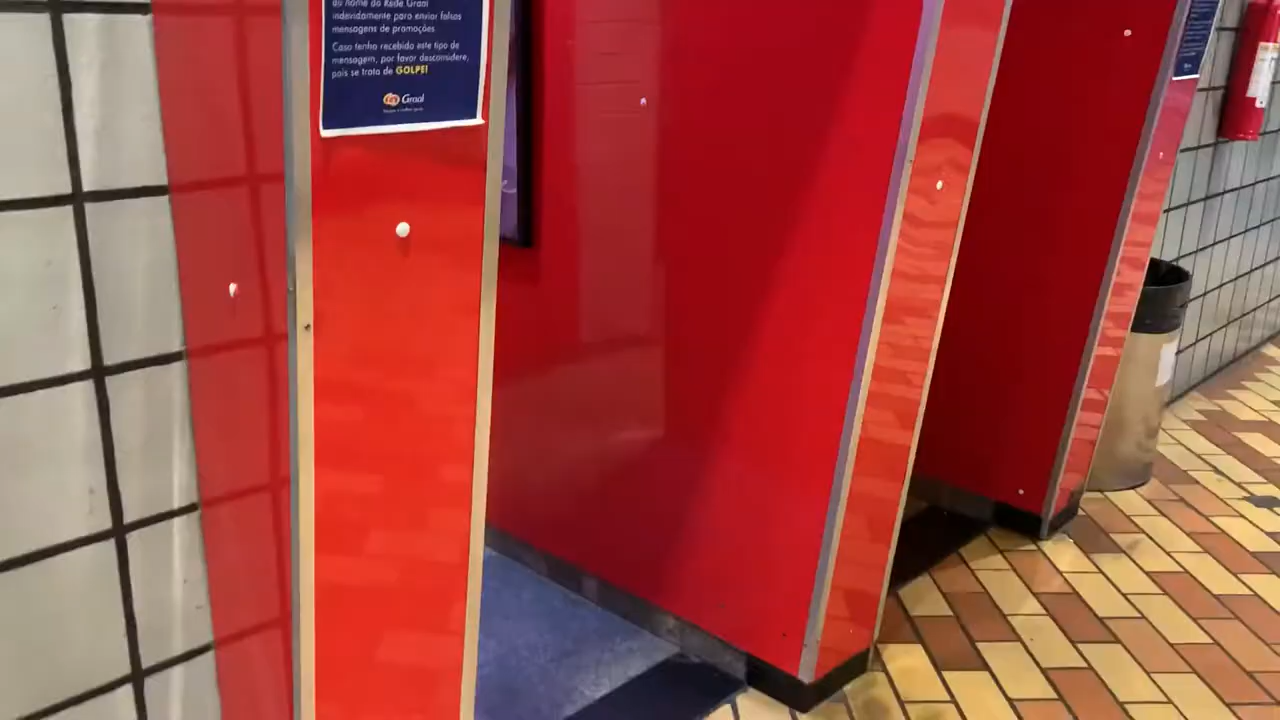 do nome da Rede Graal
indevidamente para enviar falsas
mensagens de promoções
Caso tenha recebido este tipo de
mensagem, por favor desconsidere,
pois se trata de GOLPE!
Graal